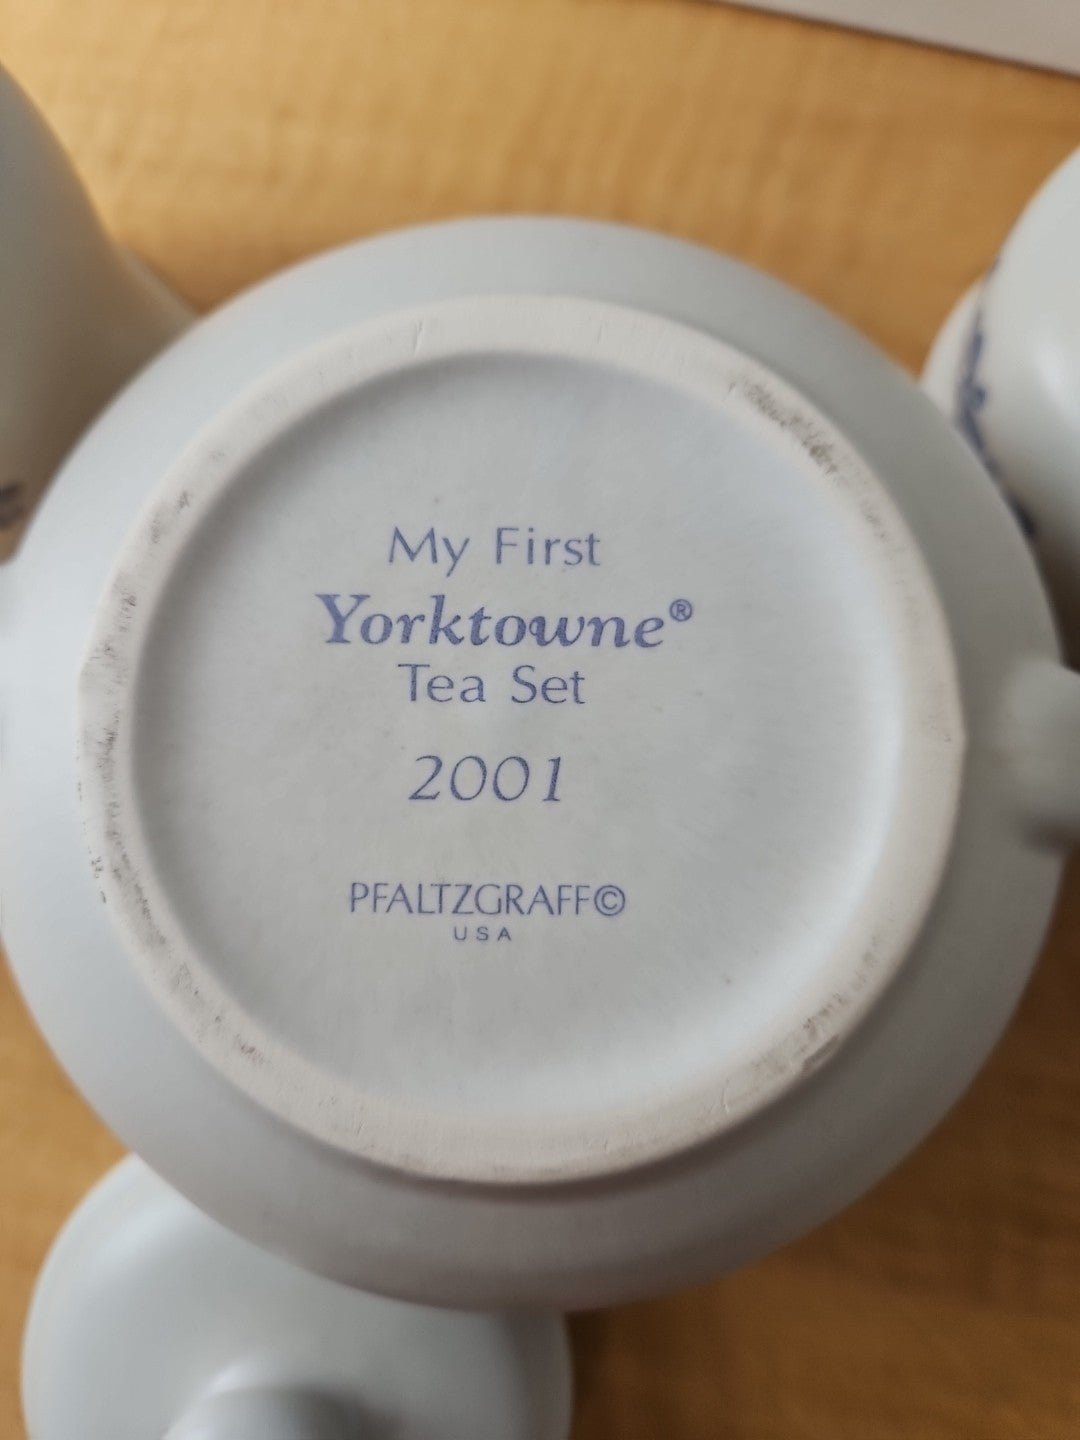 My First
Yorktowne®
Tea Set
2001
PFALTZGRAFF©
USA